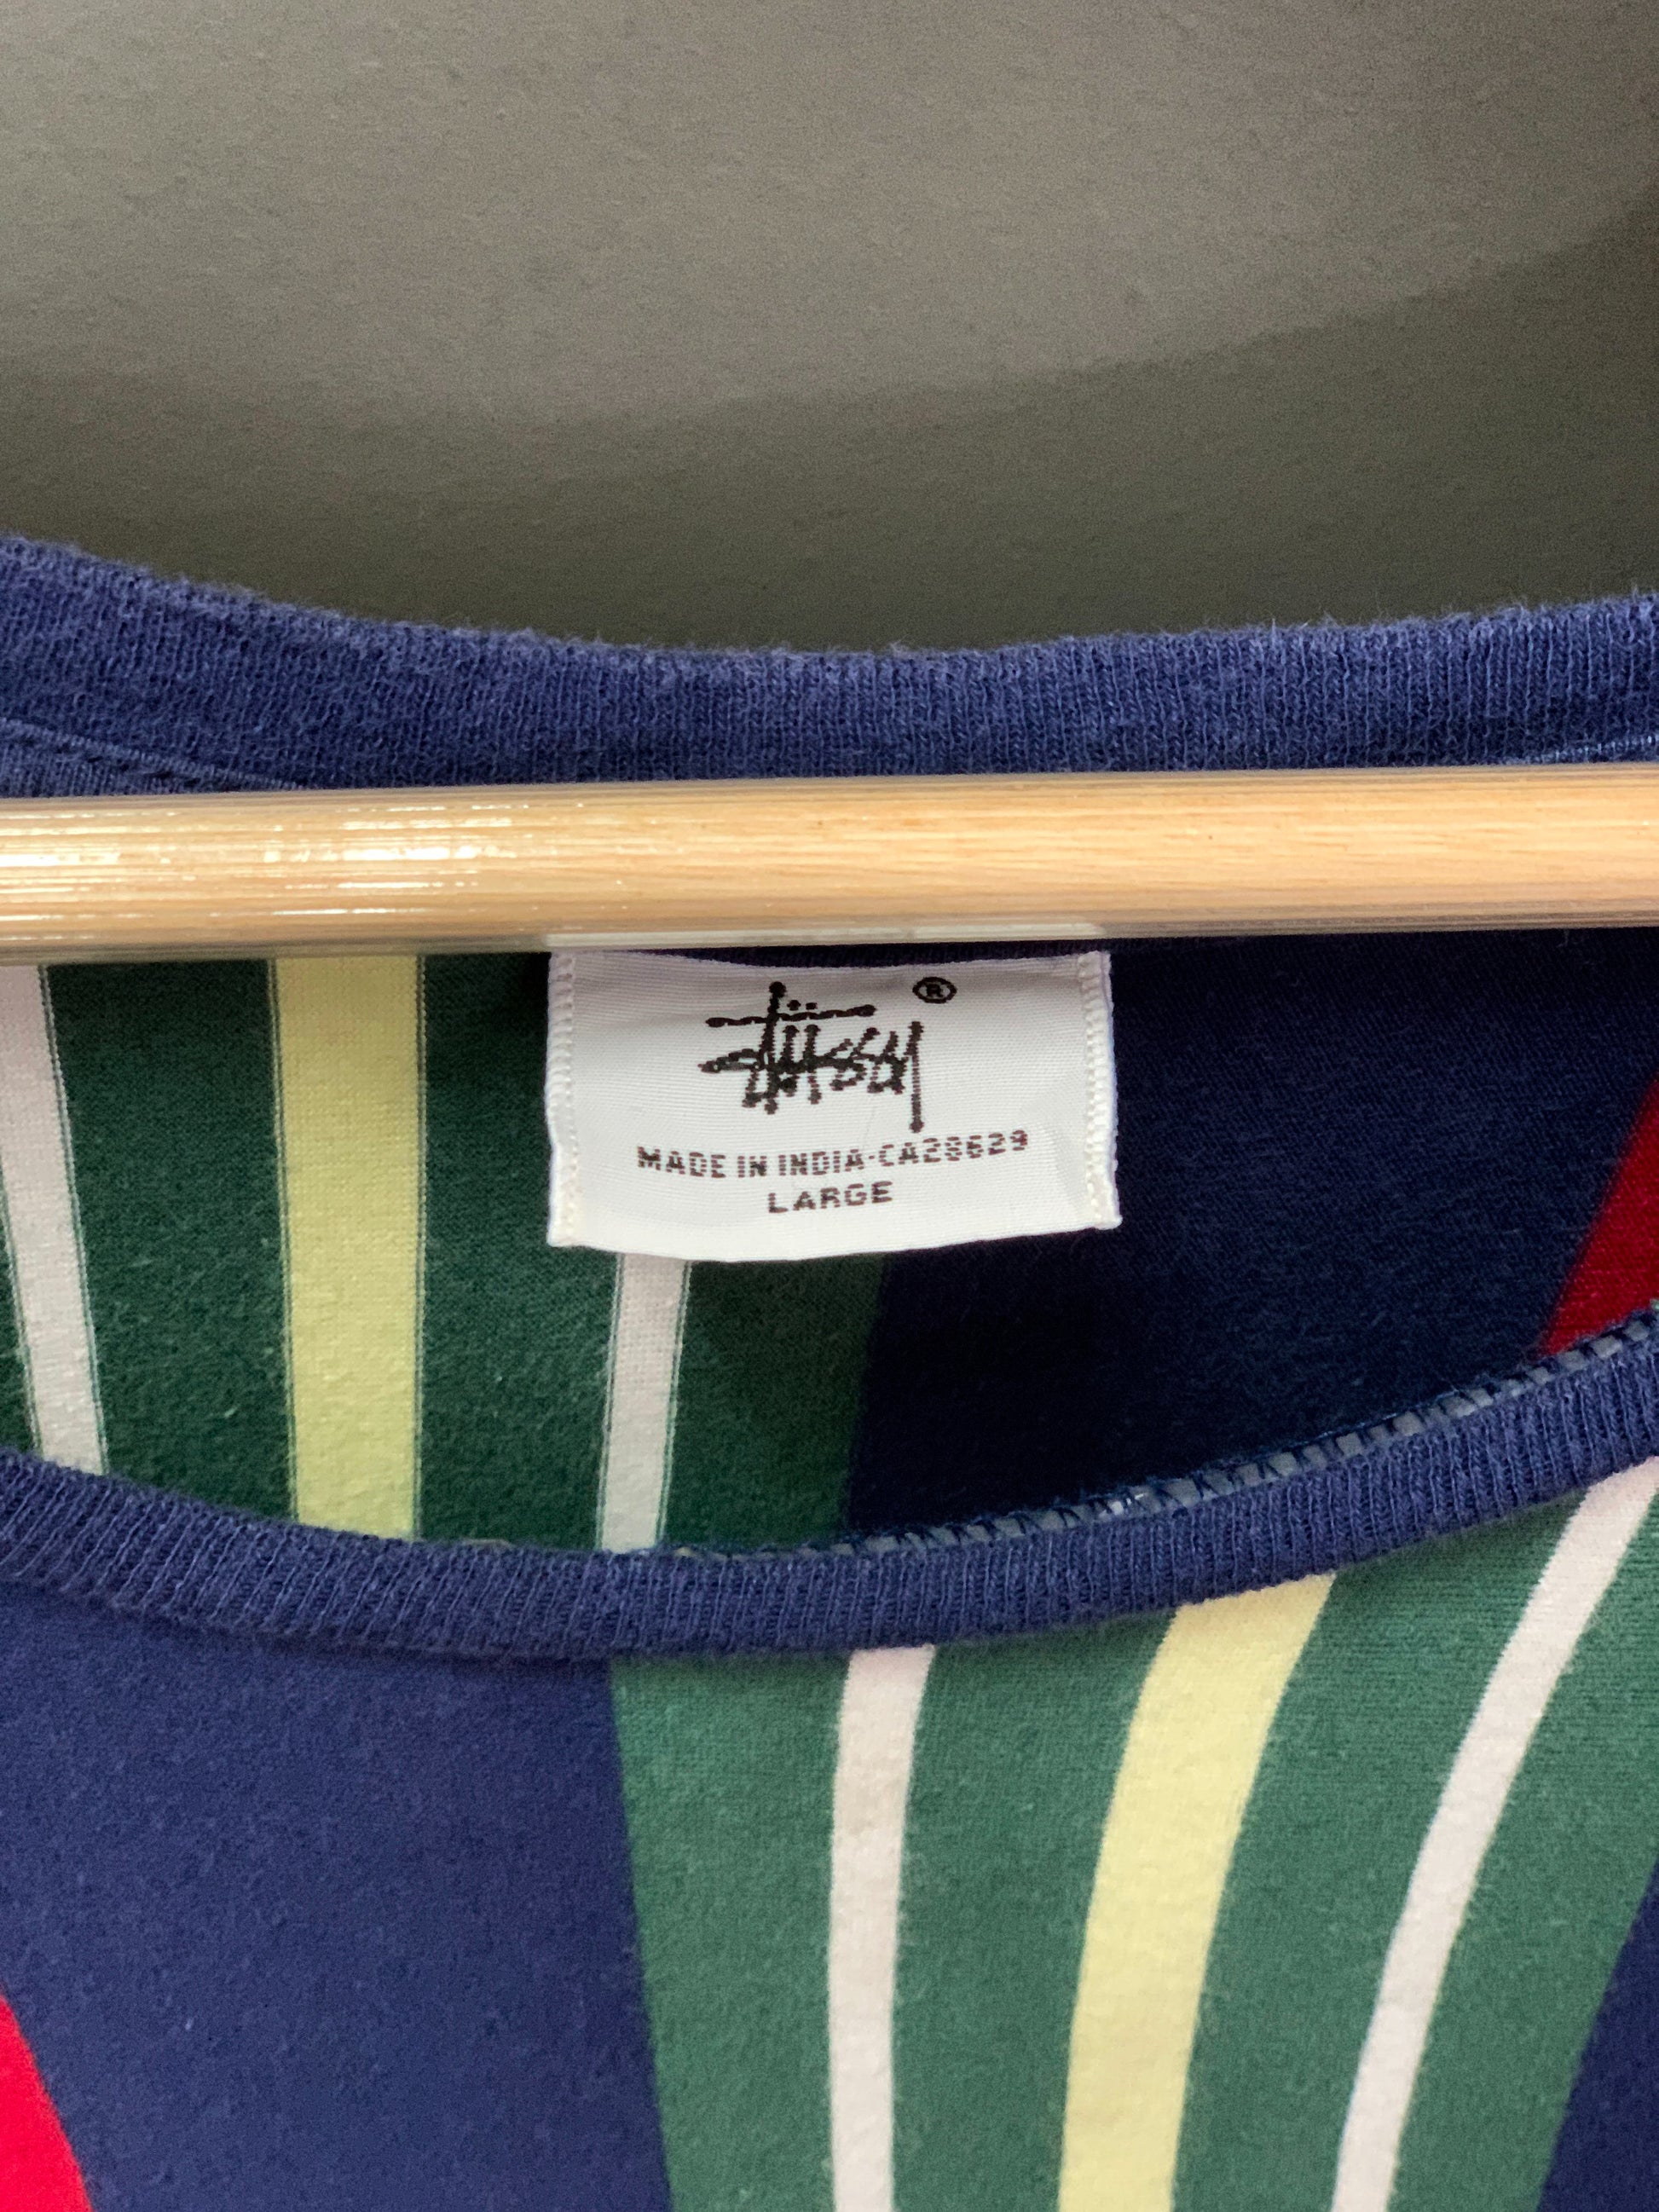 Stüssy ®
MADE IN INDIA-CA28629
LARGE